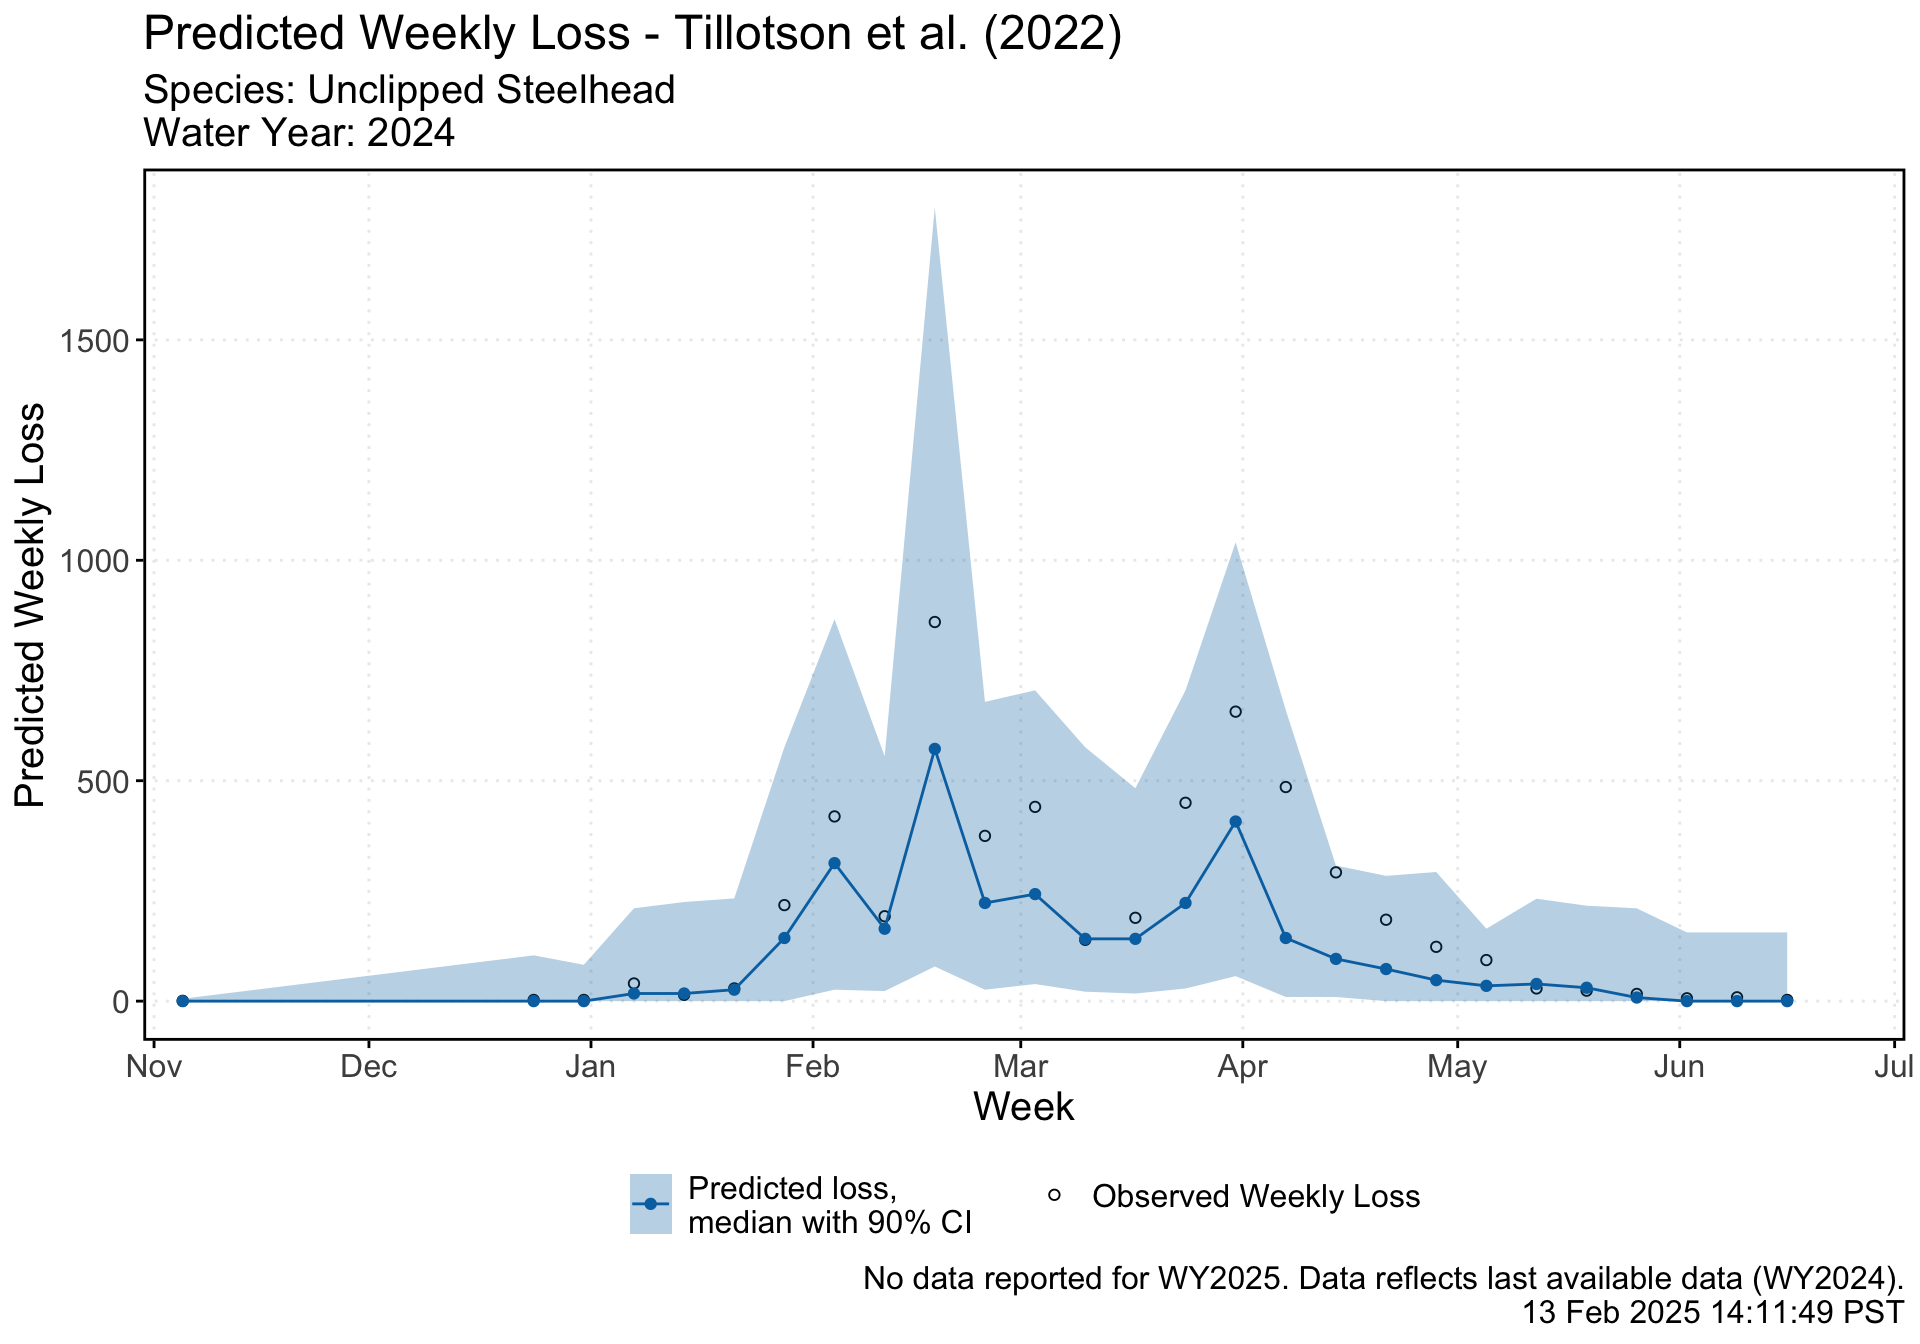 Predicted Weekly Loss - Tillotson et al. (2022)
Species: Unclipped Steelhead
Water Year: 2024
Predicted Weekly Loss
1500
1000
500
0
Nov Dec Jan Feb Mar Apr May Jun Jul
Week
Predicted loss,
median with 90% CI
Observed Weekly Loss
No data reported for WY2025. Data reflects last available data (WY2024).
13 Feb 2025 14:11:49 PST